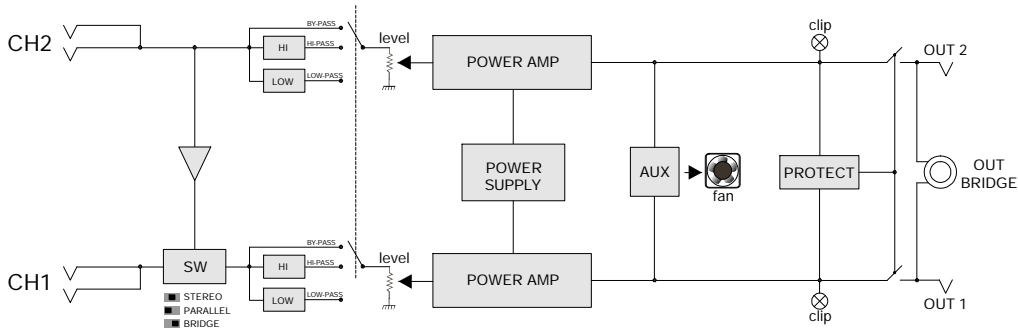 CH2
BY-PASS
HI
HI-PASS
LOW
LOW-PASS
level
POWER AMP
clip
OUT 2
POWER
SUPPLY
AUX
fan
PROTECT
OUT
BRIDGE
CH1
SW
STEREO
PARALLEL
BRIDGE
BY-PASS
HI
HI-PASS
LOW
LOW-PASS
level
POWER AMP
clip
OUT 1